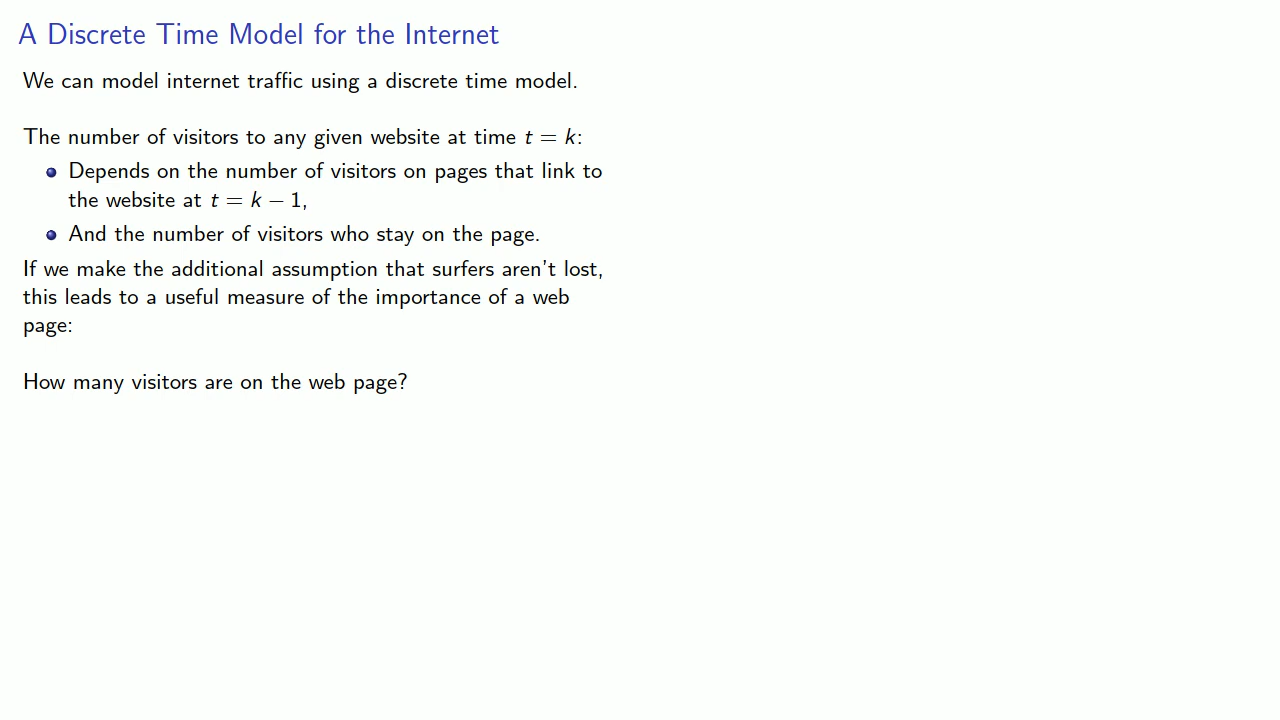 A Discrete Time Model for the Internet
We can model internet traffic using a discrete time model.
The number of visitors to any given website at time t = k:
Depends on the number of visitors on pages that link to
the website at t = k − 1,
And the number of visitors who stay on the page.
If we make the additional assumption that surfers aren't lost,
this leads to a useful measure of the importance of a web
page:
How many visitors are on the web page?